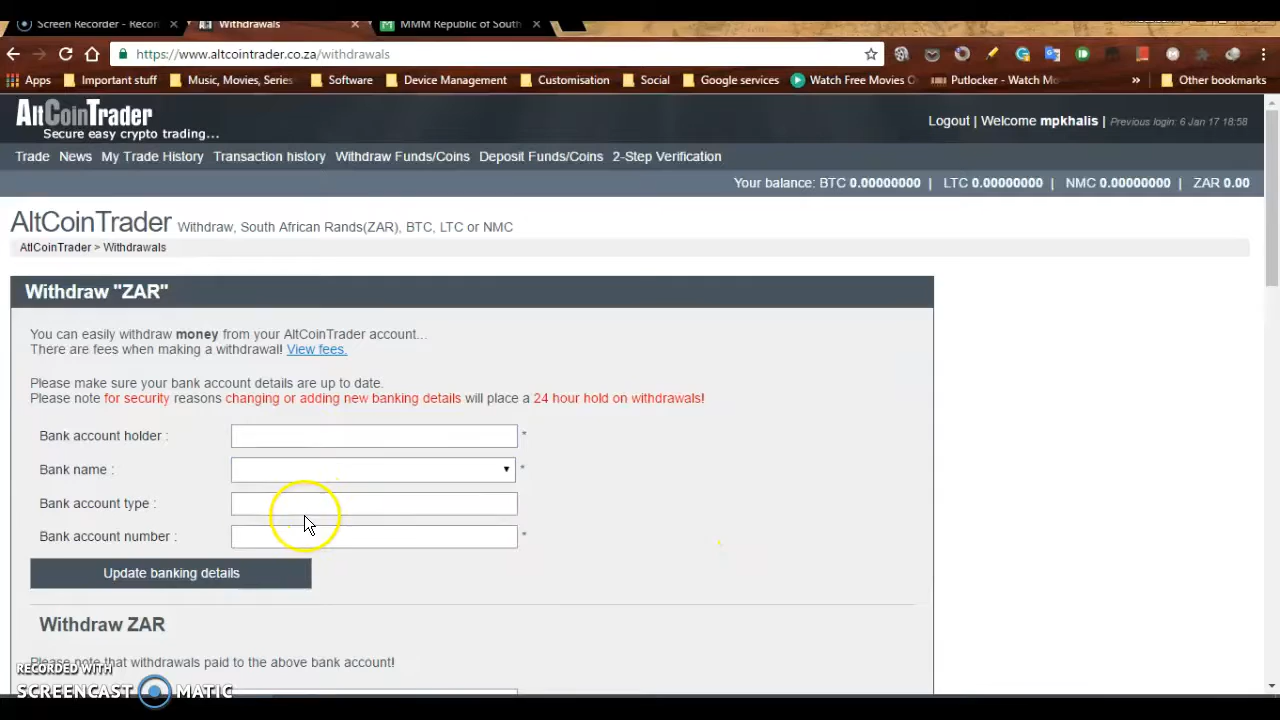 Screen Recorder - Recor
Withdrawals
MMM Republic of South
https://www.altcointrader.co.za/withdrawals
Apps
Important stuff
Music, Movies, Series
Software
Device Management
Customisation
Social
Google services
Watch Free Movies O
Putlocker - Watch Mo
»
Other bookmarks
AltCoinTrader
Secure easy crypto trading...
Logout | Welcome mpkhalis | Previous login: 6 Jan 17 18:58
Trade News My Trade History Transaction history Withdraw Funds/Coins Deposit Funds/Coins 2-Step Verification
Your balance: BTC 0.00000000 | LTC 0.00000000 | NMC 0.00000000 | ZAR 0.00
AltCoinTrader Withdraw, South African Rands(ZAR), BTC, LTC or NMC
AltCoinTrader > Withdrawals
Withdraw "ZAR"
You can easily withdraw money from your AltCoinTrader account...
There are fees when making a withdrawal! View fees.
Please make sure your bank account details are up to date.
Please note for security reasons changing or adding new banking details will place a 24 hour hold on withdrawals!
Bank account holder : *
Bank name : *
Bank account type :
Bank account number : *
Update banking details
Withdraw ZAR
Please note that withdrawals paid to the above bank account!
RECORDED WITH
SCREENCAST MATIC